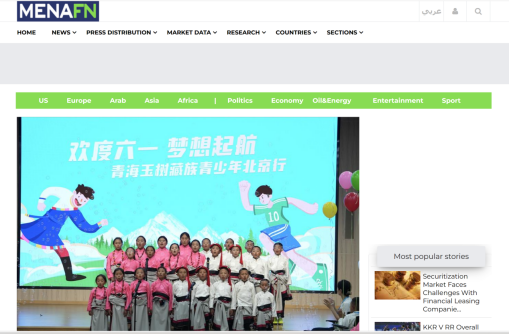 MENAFN
عربي
HOME NEWS PRESS DISTRIBUTION MARKET DATA RESEARCH COUNTRIES SECTIONS
US Europe Arab Asia Africa | Politics Economy Oil&Energy Entertainment Sport
欢度六一 梦想起航
青海玉树藏族青少年北京行
10
Most popular stories
Securitization
Market Faces
Challenges With
Financial Leasing
Companie...
KKR V RR Overall